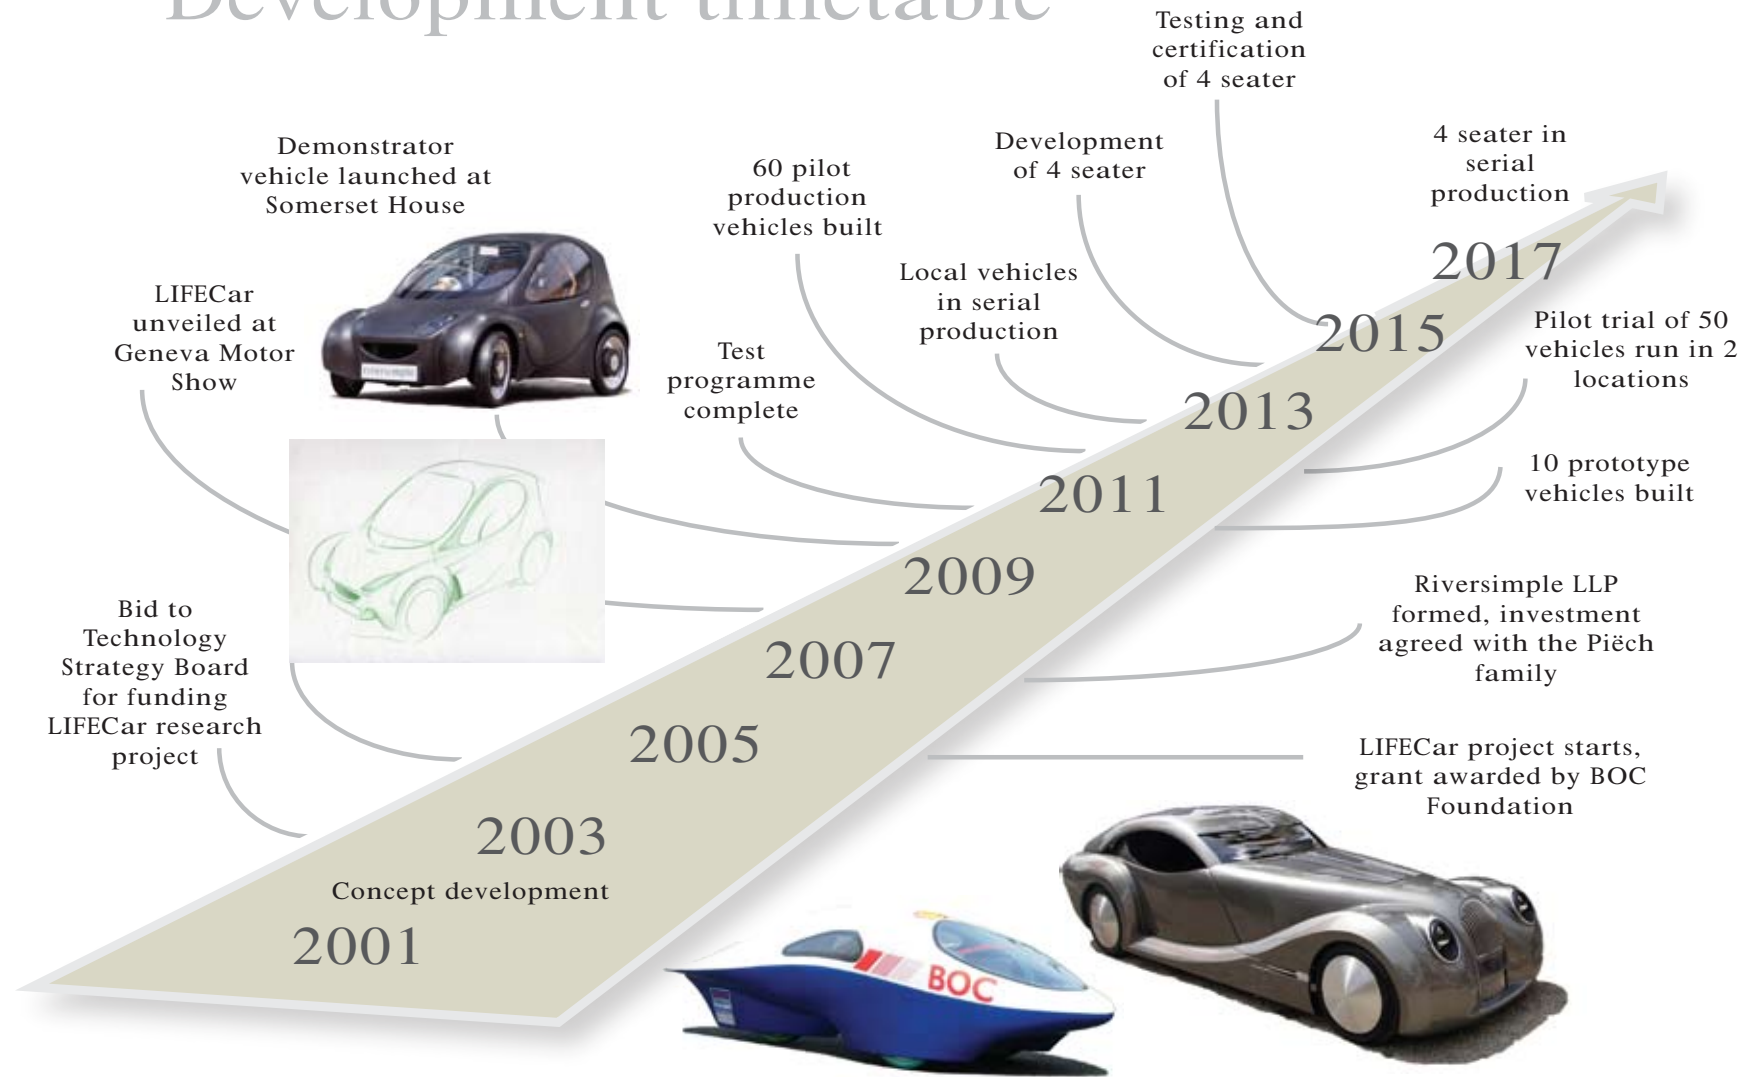 Development timetable
Testing and
certification
of 4 seater
Demonstrator
vehicle launched at
Somerset House
60 pilot
production
vehicles built
Development
of 4 seater
4 seater in
serial
production
LIFECar
unveiled at
Geneva Motor
Show
Test
programme
complete
Local vehicles
in serial
production
Pilot trial of 50
vehicles run in 2
locations
10 prototype
vehicles built
Bid to
Technology
Strategy Board
for funding
LIFECar research
project
Riversimple LLP
formed, investment
agreed with the Piëch
family
LIFECar project starts,
grant awarded by BOC
Foundation
2017
2015
2013
2011
2009
2007
2005
2003
Concept development
2001
BOC